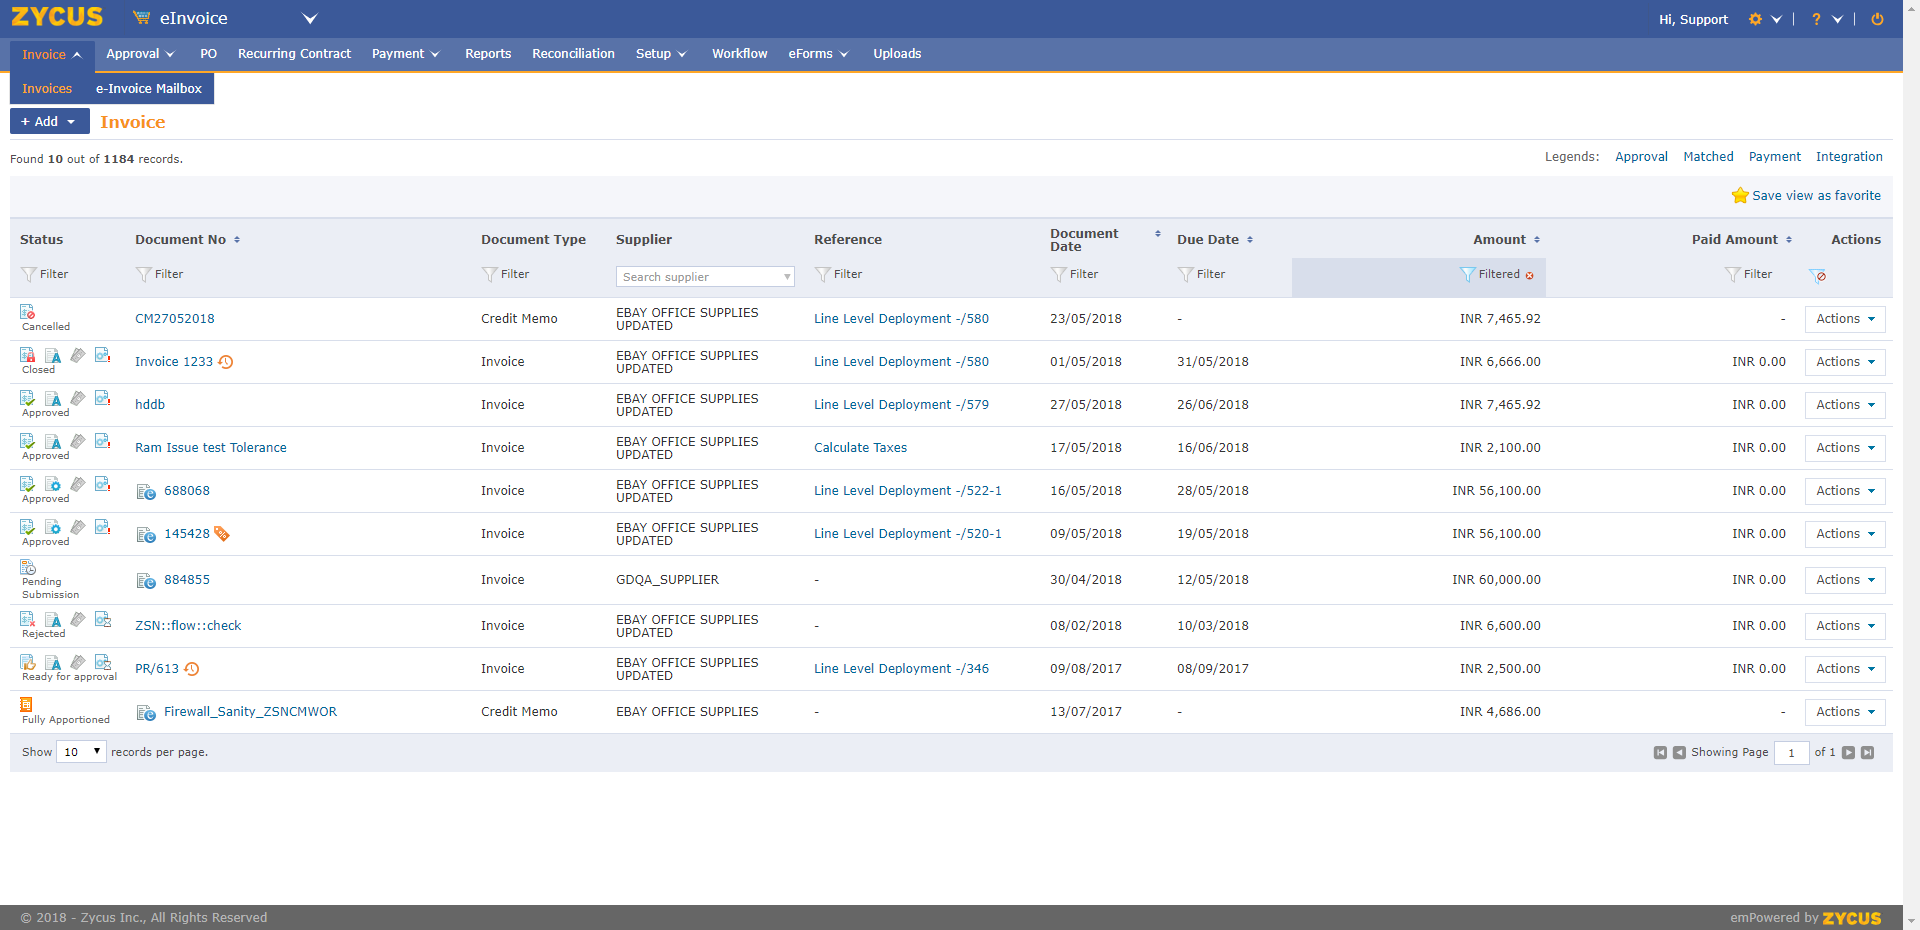 ZYCUS eInvoice Hi, Support ?
Invoice Approval PO Recurring Contract Payment Reports Reconciliation Setup Workflow eForms Uploads
Invoices e-Invoice Mailbox
+ Add Invoice
Found 10 out of 1184 records. Legends: Approval Matched Payment Integration
Save view as favorite
Status Document No Document Type Supplier Reference Document Date Due Date Amount Paid Amount Actions
Filter Filter Filter Search supplier Filter Filter Filter Filtered Filter
Cancelled CM27052018 Credit Memo EBAY OFFICE SUPPLIES UPDATED Line Level Deployment -/580 23/05/2018 - INR 7,465.92 - Actions
Closed Invoice 1233 Invoice EBAY OFFICE SUPPLIES UPDATED Line Level Deployment -/580 01/05/2018 31/05/2018 INR 6,666.00 INR 0.00 Actions
Approved hddb Invoice EBAY OFFICE SUPPLIES UPDATED Line Level Deployment -/579 27/05/2018 26/06/2018 INR 7,465.92 INR 0.00 Actions
Approved Ram Issue test Tolerance Invoice EBAY OFFICE SUPPLIES UPDATED Calculate Taxes 17/05/2018 16/06/2018 INR 2,100.00 INR 0.00 Actions
Approved 688068 Invoice EBAY OFFICE SUPPLIES UPDATED Line Level Deployment -/522-1 16/05/2018 28/05/2018 INR 56,100.00 INR 0.00 Actions
Approved 145428 Invoice EBAY OFFICE SUPPLIES UPDATED Line Level Deployment -/520-1 09/05/2018 19/05/2018 INR 56,100.00 INR 0.00 Actions
Pending Submission 884855 Invoice GDQA_SUPPLIER - 30/04/2018 12/05/2018 INR 60,000.00 INR 0.00 Actions
Rejected ZSN::flow::check Invoice EBAY OFFICE SUPPLIES UPDATED - 08/02/2018 10/03/2018 INR 6,600.00 INR 0.00 Actions
Ready for approval PR/613 Invoice EBAY OFFICE SUPPLIES UPDATED Line Level Deployment -/346 09/08/2017 08/09/2017 INR 2,500.00 INR 0.00 Actions
Fully Apportioned Firewall_Sanity_ZSNCMWOR Credit Memo EBAY OFFICE SUPPLIES - 13/07/2017 - INR 4,686.00 - Actions
Show 10 records per page. Showing Page 1 of 1
© 2018 - Zycus Inc., All Rights Reserved emPowered by ZYCUS